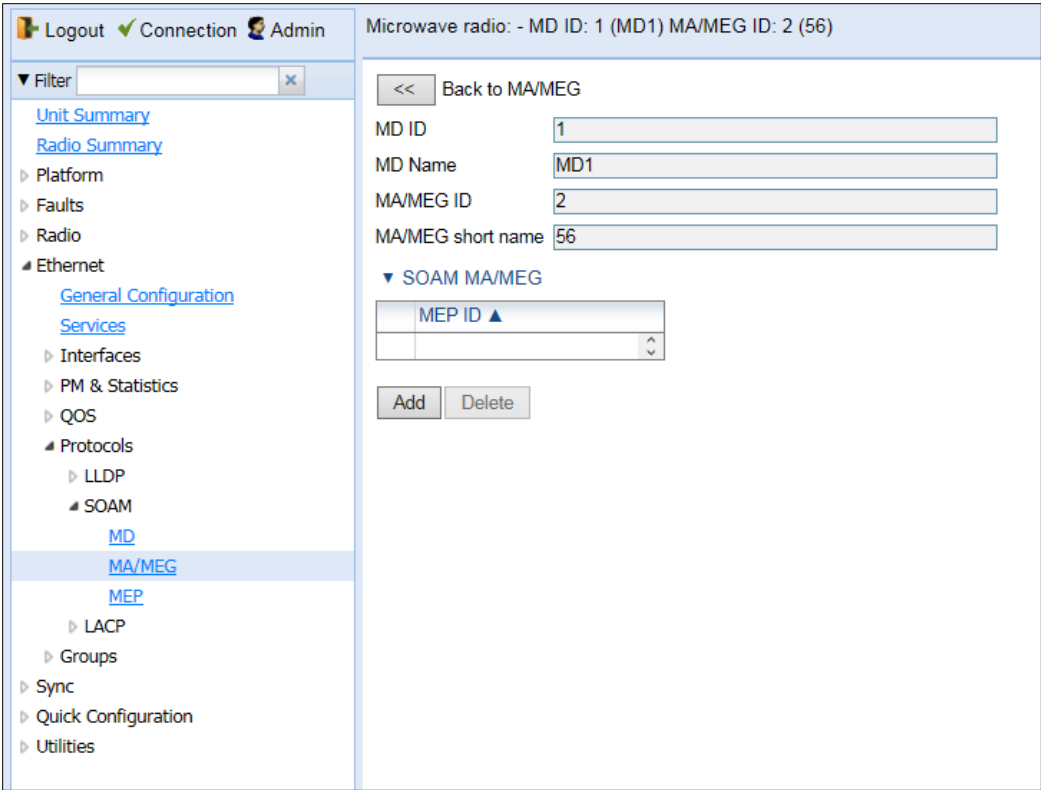 Logout Connection Admin
Microwave radio: - MD ID: 1 (MD1) MA/MEG ID: 2 (56)
▼ Filter
Unit Summary
Radio Summary
Platform
Faults
Radio
Ethernet
General Configuration
Services
Interfaces
PM & Statistics
QOS
Protocols
LLDP
SOAM
MD
MA/MEG
MEP
LACP
Groups
Sync
Quick Configuration
Utilities
<< Back to MA/MEG
MD ID 1
MD Name MD1
MA/MEG ID 2
MA/MEG short name 56
▼ SOAM MA/MEG
MEP ID ▲
Add Delete